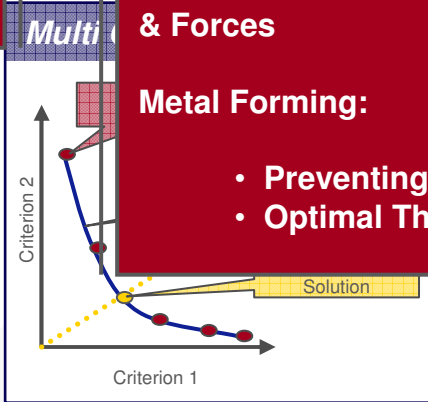 Multi
& Forces
Metal Forming:
• Preventing
• Optimal Th
Criterion 2
Solution
Criterion 1